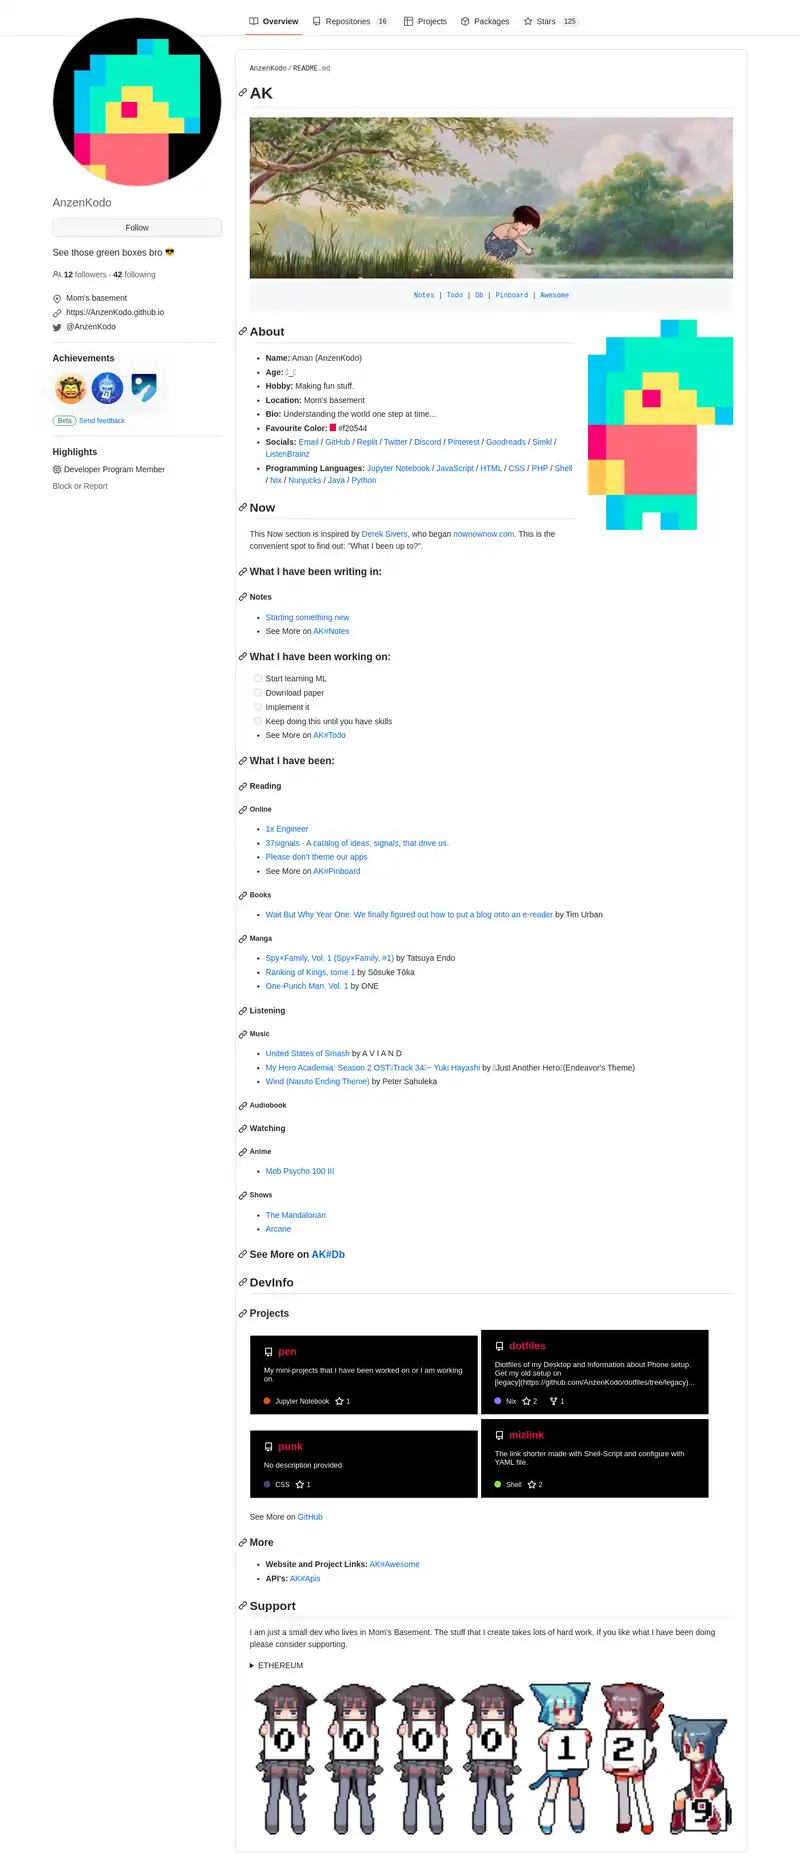 Overview
Repositories 16
Projects
Packages
Stars 125
AnzenKodo
Follow
See those green boxes bro 😎
12 followers · 42 following
Mom's basement
https://AnzenKodo.github.io
@AnzenKodo
Achievements
Beta Send feedback
Highlights
Developer Program Member
Block or Report
AnzenKodo / README.md
AK
Notes | Todo | Db | Pinboard | Awesome
About
• Name: Aman (AnzenKodo)
• Age: ▯_▯
• Hobby: Making fun stuff.
• Location: Mom's basement
• Bio: Understanding the world one step at time...
• Favourite Color: #f20544
• Socials: Email / GitHub / Replit / Twitter / Discord / Pinterest / Goodreads / Simkl /
ListenBrainz
• Programming Languages: Jupyter Notebook / JavaScript / HTML / CSS / PHP / Shell
/ Nix / Nunjucks / Java / Python
Now
This Now section is inspired by Derek Sivers, who began nownownow.com. This is the
convenient spot to find out: "What I been up to?".
What I have been writing in:
Notes
• Starting something new
• See More on AK#Notes
What I have been working on:
Start learning ML
Download paper
Implement it
Keep doing this until you have skills
• See More on AK#Todo
What I have been:
Reading
Online
• 1x Engineer
• 37signals - A catalog of ideas, signals, that drive us.
• Please don't theme our apps
• See More on AK#Pinboard
Books
• Wait But Why Year One: We finally figured out how to put a blog onto an e-reader by Tim Urban
Manga
• Spy×Family, Vol. 1 (Spy×Family, #1) by Tatsuya Endo
• Ranking of Kings, tome 1 by Sōsuke Tōka
• One-Punch Man, Vol. 1 by ONE
Listening
Music
• United States of Smash by A V I A N D
• My Hero Academia: Season 2 OST▯Track 34▯~ Yuki Hayashi by ▯Just Another Hero▯(Endeavor's Theme)
• Wind (Naruto Ending Theme) by Peter Sahuleka
Audiobook
Watching
Anime
• Mob Psycho 100 III
Shows
• The Mandalorian
• Arcane
See More on AK#Db
DevInfo
Projects
pen
My mini-projects that I have been worked on or I am working
on.
Jupyter Notebook 1
dotfiles
Diotfiles of my Desktop and Information about Phone setup.
Get my old setup on
[legacy](https://github.com/AnzenKodo/dotfiles/tree/legacy)...
Nix 2 1
punk
No description provided
CSS 1
mizlink
The link shorter made with Shell-Script and configure with
YAML file.
Shell 2
See More on GitHub
More
• Website and Project Links: AK#Awesome
• API's: AK#Apis
Support
I am just a small dev who lives in Mom's Basement. The stuff that I create takes lots of hard work. If you like what I have been doing
please consider supporting.
▶ ETHEREUM
0 0 0 0 1 2 9